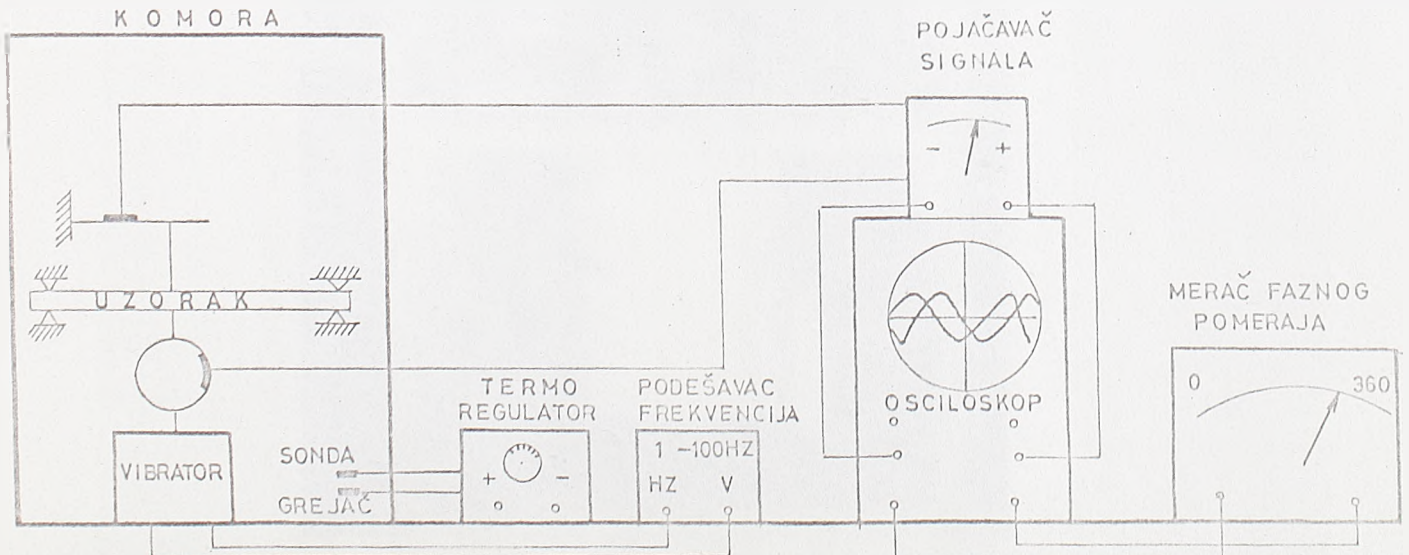 KOMORA
POJAČAVAČ
SIGNALA
- +
UZORAK
MERAČ FAZNOG
POMERAJA
0 360
TERMO
REGULATOR
PODEŠAVAC
FREKVENCIJA
OSCILOSKOP
VIBRATOR
SONDA
GREJAČ
+ -
1 -100HZ
HZ V